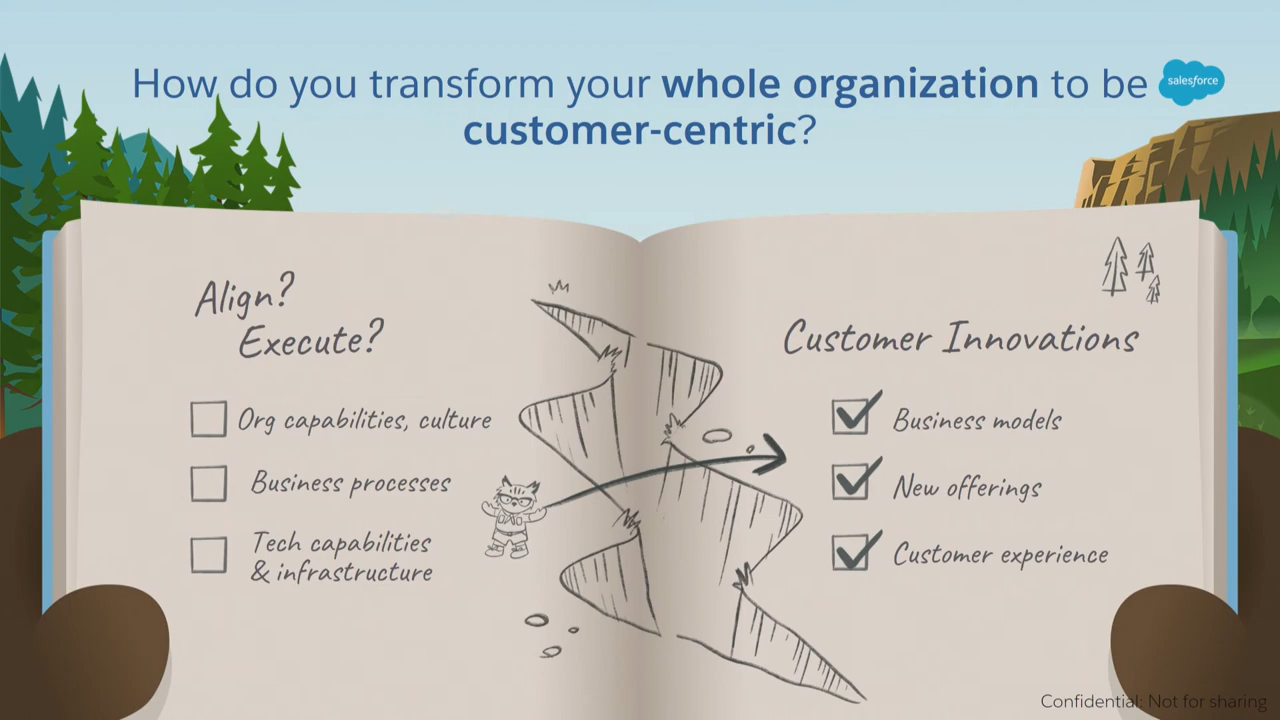 How do you transform your whole organization to be
salesforce
customer-centric?
Align?
Execute?
Org capabilities, culture
Business processes
Tech capabilities
& infrastructure
Customer Innovations
Business models
New offerings
Customer experience
Confidential: Not for sharing